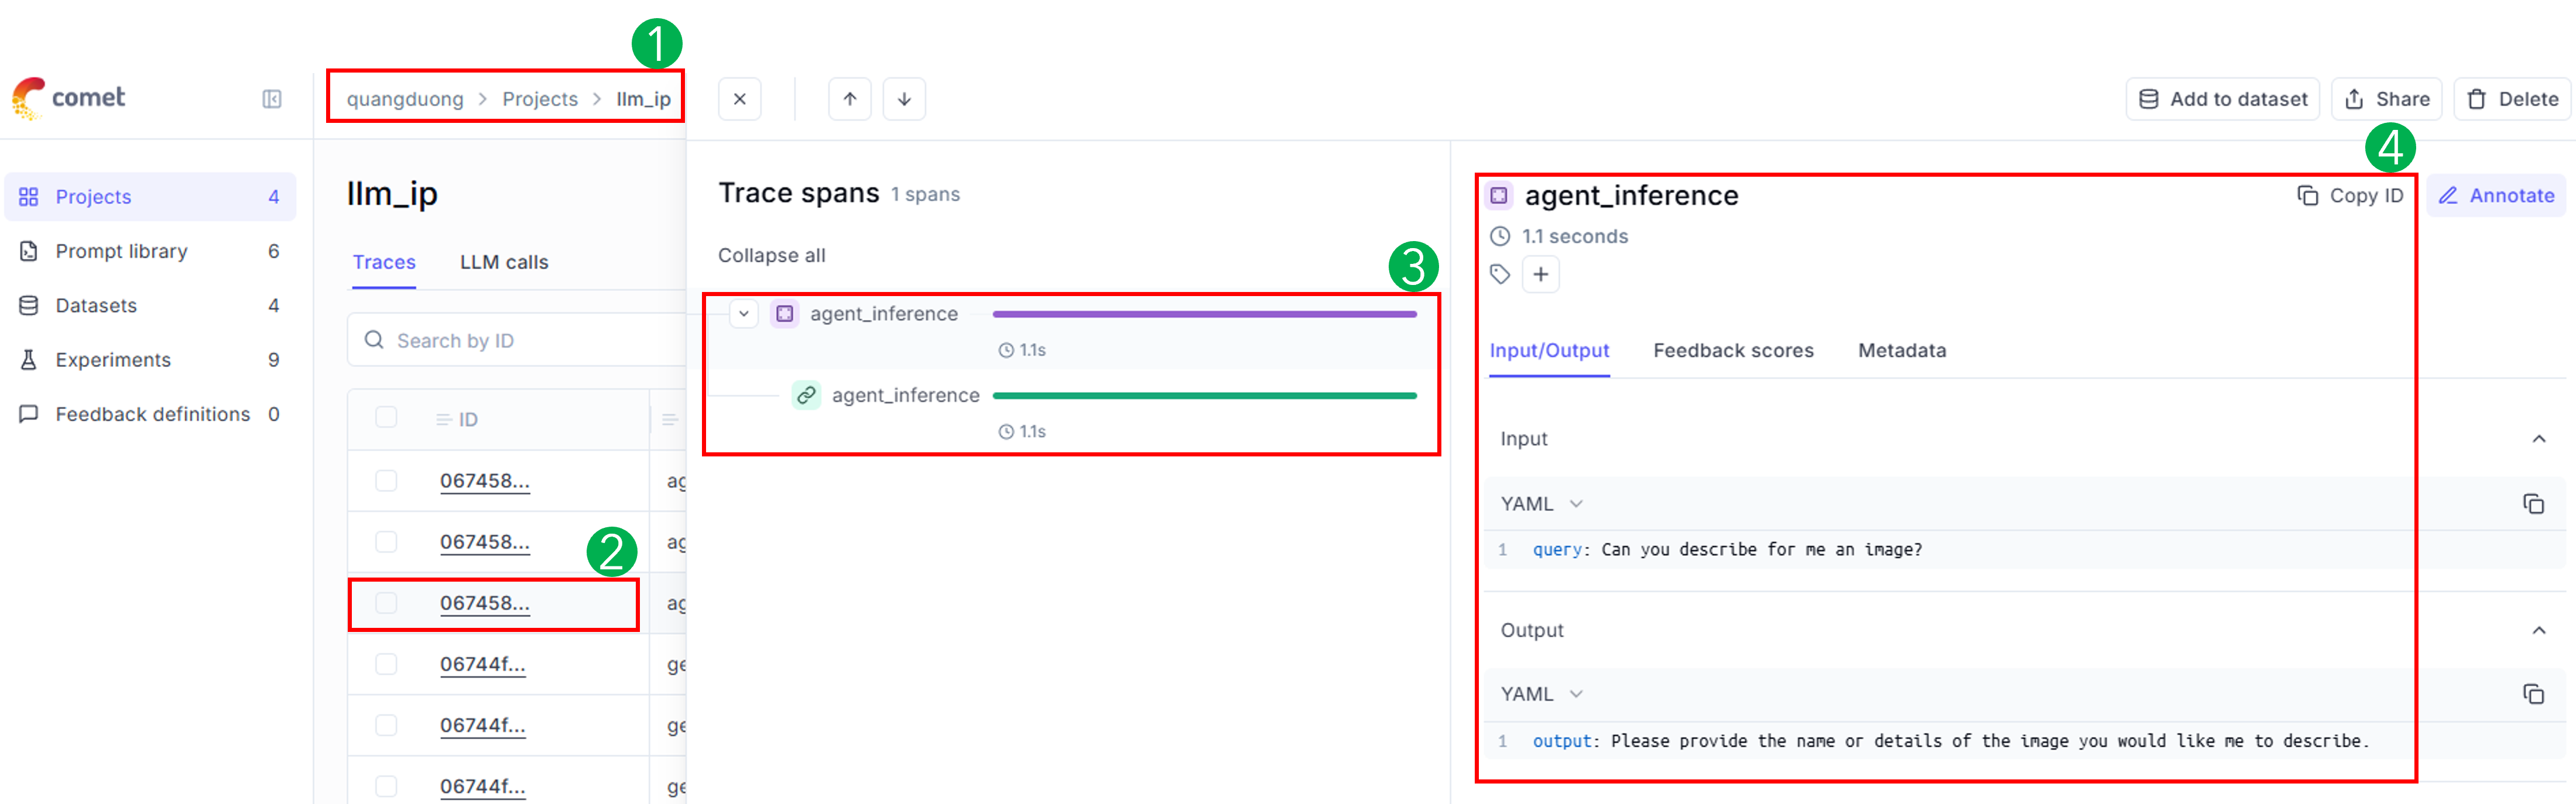 1
comet
quangduong > Projects > llm_ip
Add to dataset
Share
Delete
4
Projects 4
Prompt library 6
Datasets 4
Experiments 9
Feedback definitions 0
llm_ip
Traces
LLM calls
Search by ID
ID
067458...
ag
067458...
ag
2
067458...
ag
06744f...
ge
06744f...
ge
06744f...
ge
Trace spans 1 spans
Collapse all
3
agent_inference
1.1s
agent_inference
1.1s
agent_inference
Copy ID
Annotate
1.1 seconds
Input/Output
Feedback scores
Metadata
Input
YAML
1 query: Can you describe for me an image?
Output
YAML
1 output: Please provide the name or details of the image you would like me to describe.